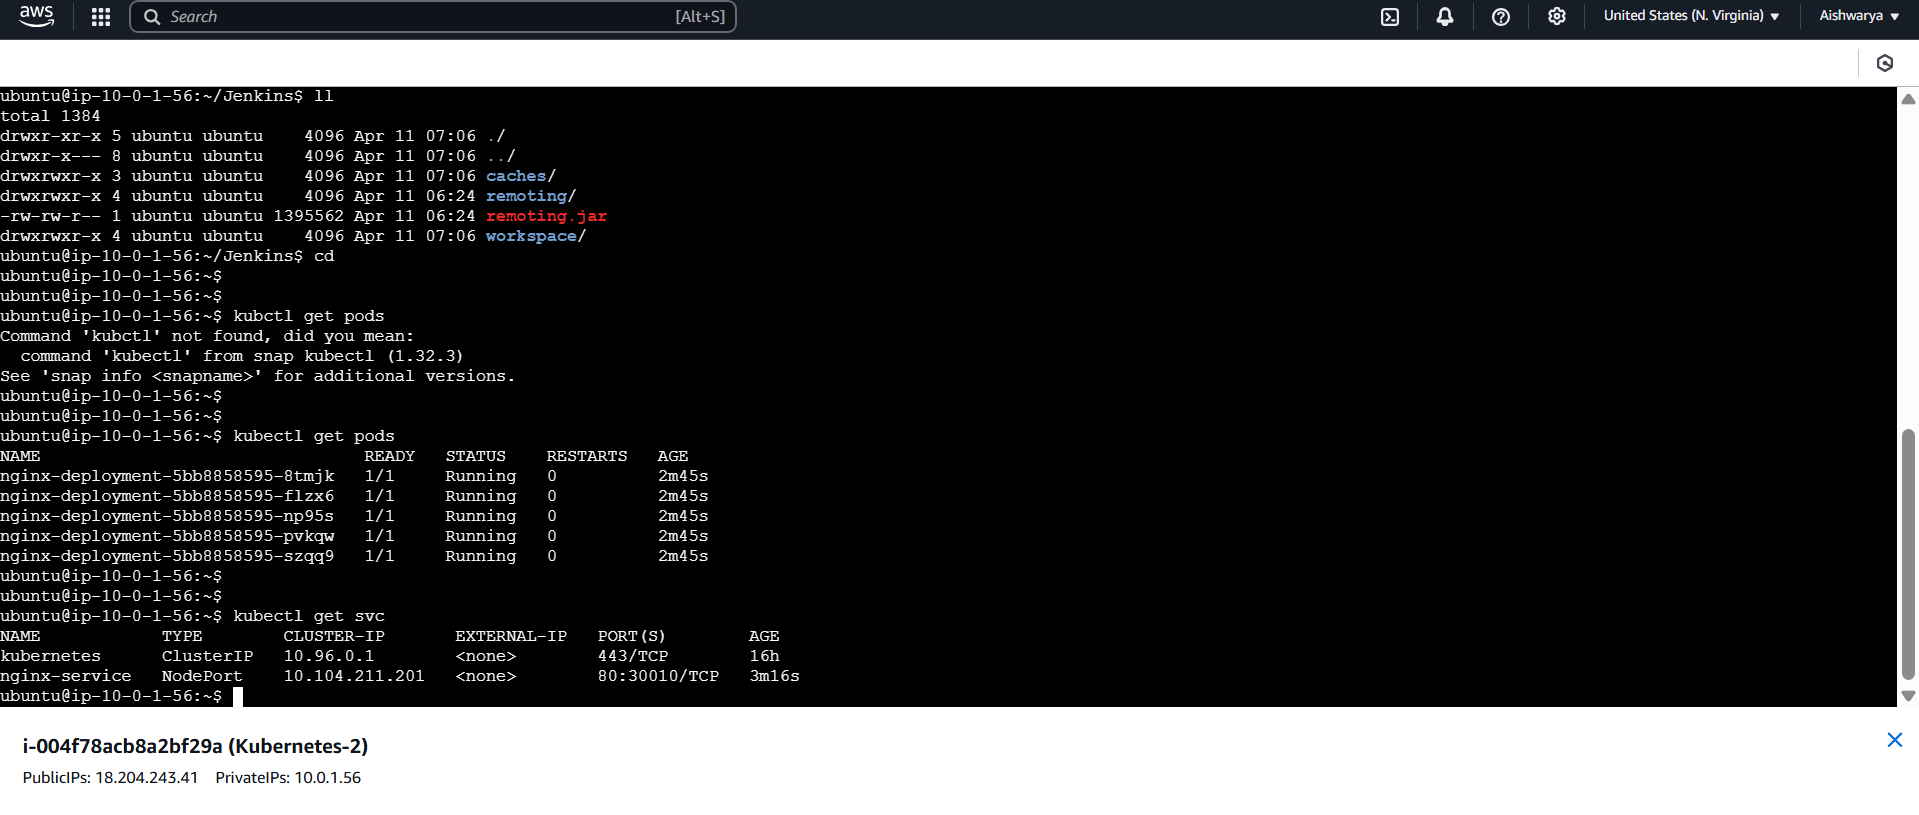 aws
Search [Alt+S] United States (N. Virginia) Aishwarya
ubuntu@ip-10-0-1-56:~/Jenkins$ ll
total 1384
drwxr-xr-x 5 ubuntu ubuntu    4096 Apr 11 07:06 ./
drwxr-x--- 8 ubuntu ubuntu    4096 Apr 11 07:06 ../
drwxrwxr-x 3 ubuntu ubuntu    4096 Apr 11 07:06 caches/
drwxrwxr-x 4 ubuntu ubuntu    4096 Apr 11 06:24 remoting/
-rw-rw-r-- 1 ubuntu ubuntu 1395562 Apr 11 06:24 remoting.jar
drwxrwxr-x 4 ubuntu ubuntu    4096 Apr 11 07:06 workspace/
ubuntu@ip-10-0-1-56:~/Jenkins$ cd
ubuntu@ip-10-0-1-56:~$
ubuntu@ip-10-0-1-56:~$
ubuntu@ip-10-0-1-56:~$ kubctl get pods
Command 'kubctl' not found, did you mean:
  command 'kubectl' from snap kubectl (1.32.3)
See 'snap info <snapname>' for additional versions.
ubuntu@ip-10-0-1-56:~$
ubuntu@ip-10-0-1-56:~$
ubuntu@ip-10-0-1-56:~$ kubectl get pods
NAME                                READY   STATUS    RESTARTS   AGE
nginx-deployment-5bb8858595-8tmjk   1/1     Running   0          2m45s
nginx-deployment-5bb8858595-flzx6   1/1     Running   0          2m45s
nginx-deployment-5bb8858595-np95s   1/1     Running   0          2m45s
nginx-deployment-5bb8858595-pvkqw   1/1     Running   0          2m45s
nginx-deployment-5bb8858595-szqq9   1/1     Running   0          2m45s
ubuntu@ip-10-0-1-56:~$
ubuntu@ip-10-0-1-56:~$
ubuntu@ip-10-0-1-56:~$ kubectl get svc
NAME            TYPE        CLUSTER-IP       EXTERNAL-IP   PORT(S)        AGE
kubernetes      ClusterIP   10.96.0.1        <none>        443/TCP        16h
nginx-service   NodePort    10.104.211.201   <none>        80:30010/TCP   3m16s
ubuntu@ip-10-0-1-56:~$
i-004f78acb8a2bf29a (Kubernetes-2)
PublicIPs: 18.204.243.41 PrivateIPs: 10.0.1.56